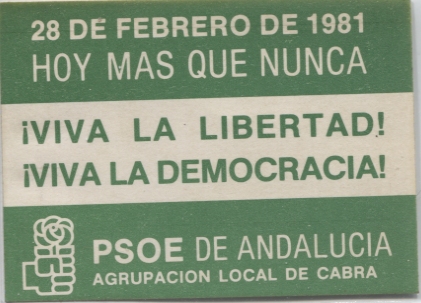 28 DE FEBRERO DE 1981
HOY MAS QUE NUNCA
¡VIVA LA LIBERTAD!
¡VIVA LA DEMOCRACIA!
PSOE DE ANDALUCIA
AGRUPACION LOCAL DE CABRA